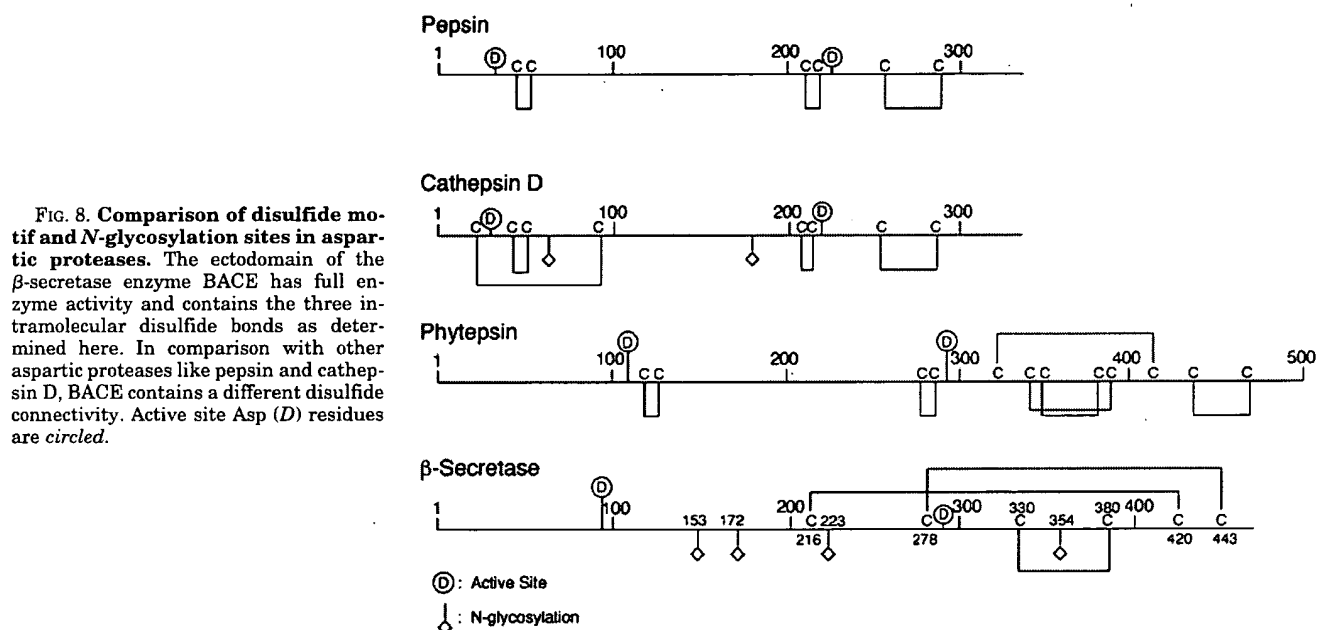 FIG. 8. Comparison of disulfide mo-
tif and N-glycosylation sites in aspar-
tic proteases. The ectodomain of the
β-secretase enzyme BACE has full en-
zyme activity and contains the three in-
tramolecular disulfide bonds as deter-
mined here. In comparison with other
aspartic proteases like pepsin and cathep-
sin D, BACE contains a different disulfide
connectivity. Active site Asp (D) residues
are circled.
Pepsin
1 100 200 300
D C C C C D C C
Cathepsin D
1 100 200 300
C D C C C C C D C C
Phytepsin
1 100 200 300 400 500
D C C C C D C C C C C C C C
β-Secretase
1 100 200 300 400
D 153 172 C 223 C D 330 C 354 380 C C C
216 278 420 443
D : Active Site
: N-glycosylation